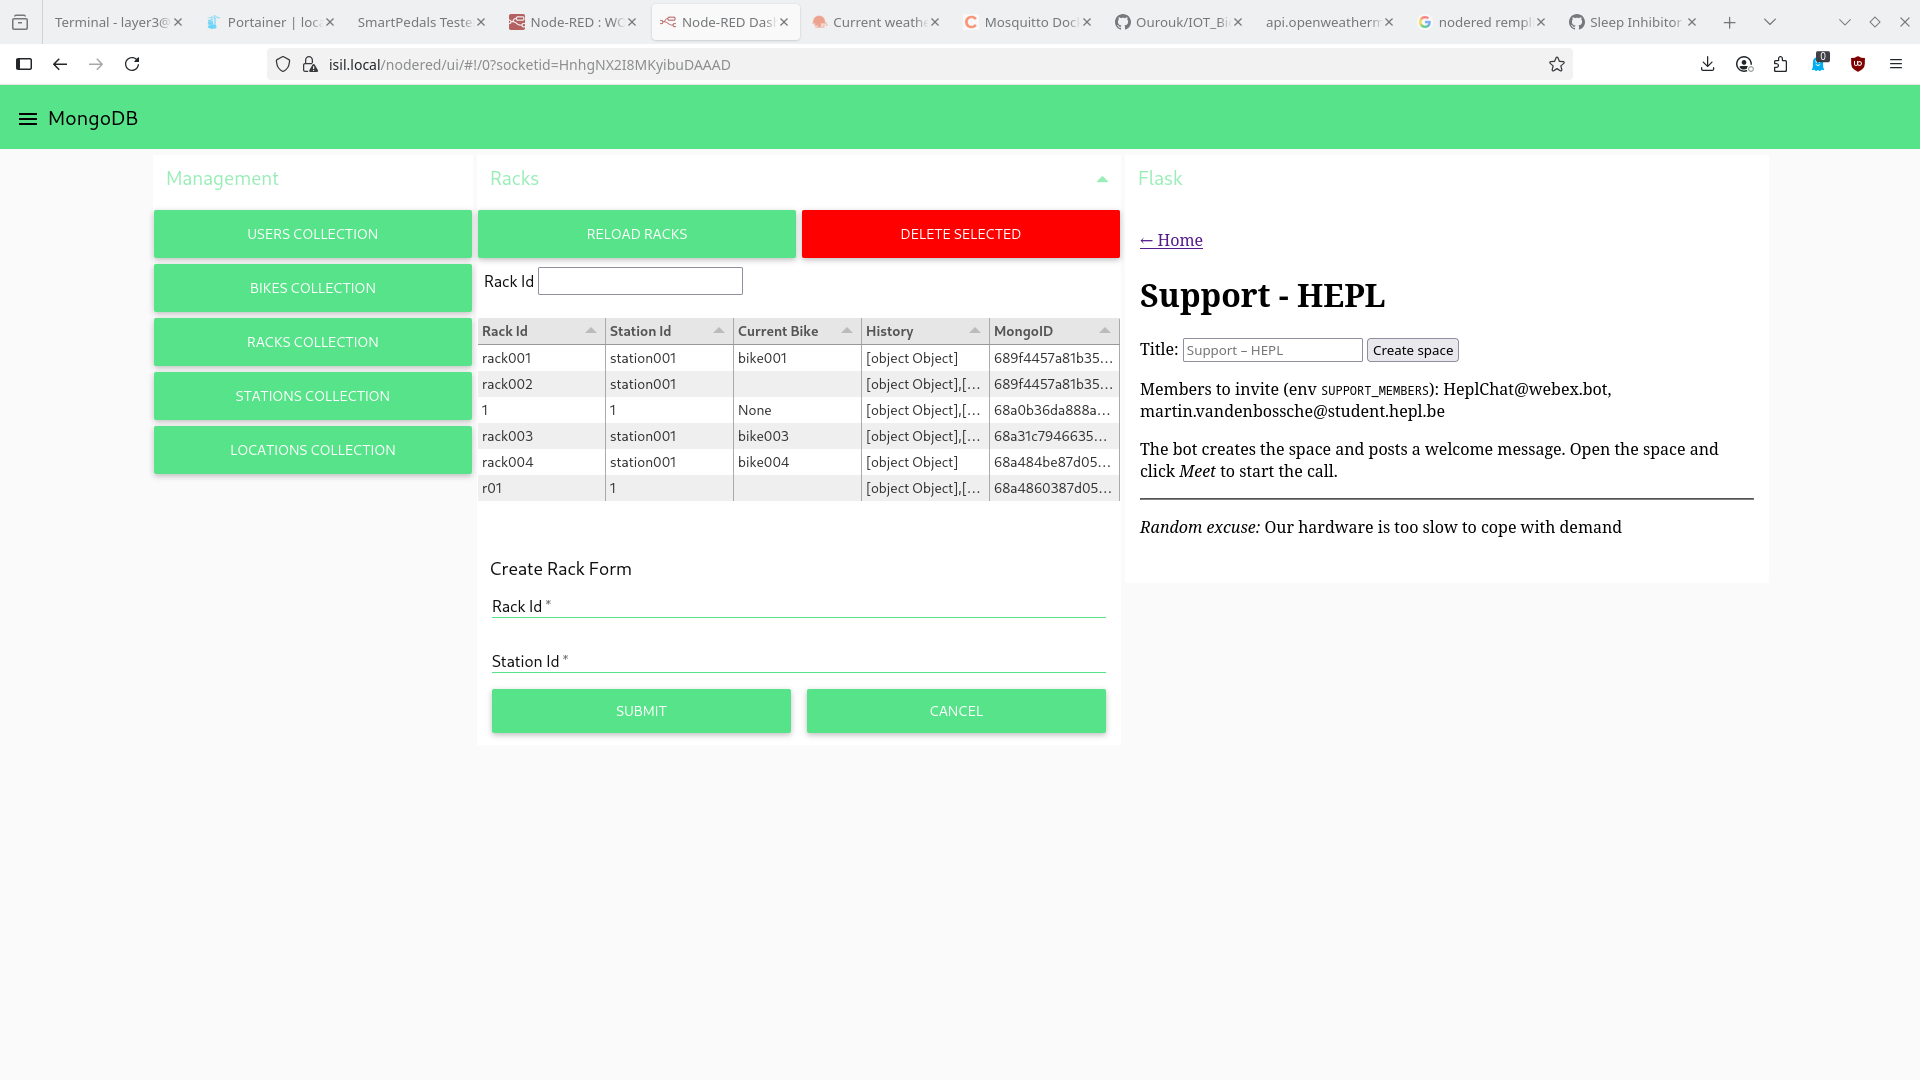 Terminal - layer3@
Portainer | loc
SmartPedals Teste
Node-RED : WC
Node-RED Das
Current weath
Mosquitto Doc
Ourouk/IOT_Bi
api.openweatherm
nodered rempl
Sleep Inhibitor
isil.local/nodered/ui/#!/0?socketid=HnhgNX2I8MKyibuDAAAD
0
MongoDB
Management
USERS COLLECTION
BIKES COLLECTION
RACKS COLLECTION
STATIONS COLLECTION
LOCATIONS COLLECTION
Racks
RELOAD RACKS DELETE SELECTED
Rack Id
Rack Id Station Id Current Bike History MongoID
rack001 station001 bike001 [object Object] 689f4457a81b35...
rack002 station001 [object Object],[... 689f4457a81b35...
1 1 None [object Object],[... 68a0b36da888a...
rack003 station001 bike003 [object Object],[... 68a31c7946635...
rack004 station001 bike004 [object Object] 68a484be87d05...
r01 1 [object Object],[... 68a4860387d05...
Create Rack Form
Rack Id *
Station Id *
SUBMIT CANCEL
Flask
← Home
Support - HEPL
Title: Support – HEPL Create space
Members to invite (env SUPPORT_MEMBERS): HeplChat@webex.bot,
martin.vandenbossche@student.hepl.be
The bot creates the space and posts a welcome message. Open the space and
click Meet to start the call.
Random excuse: Our hardware is too slow to cope with demand